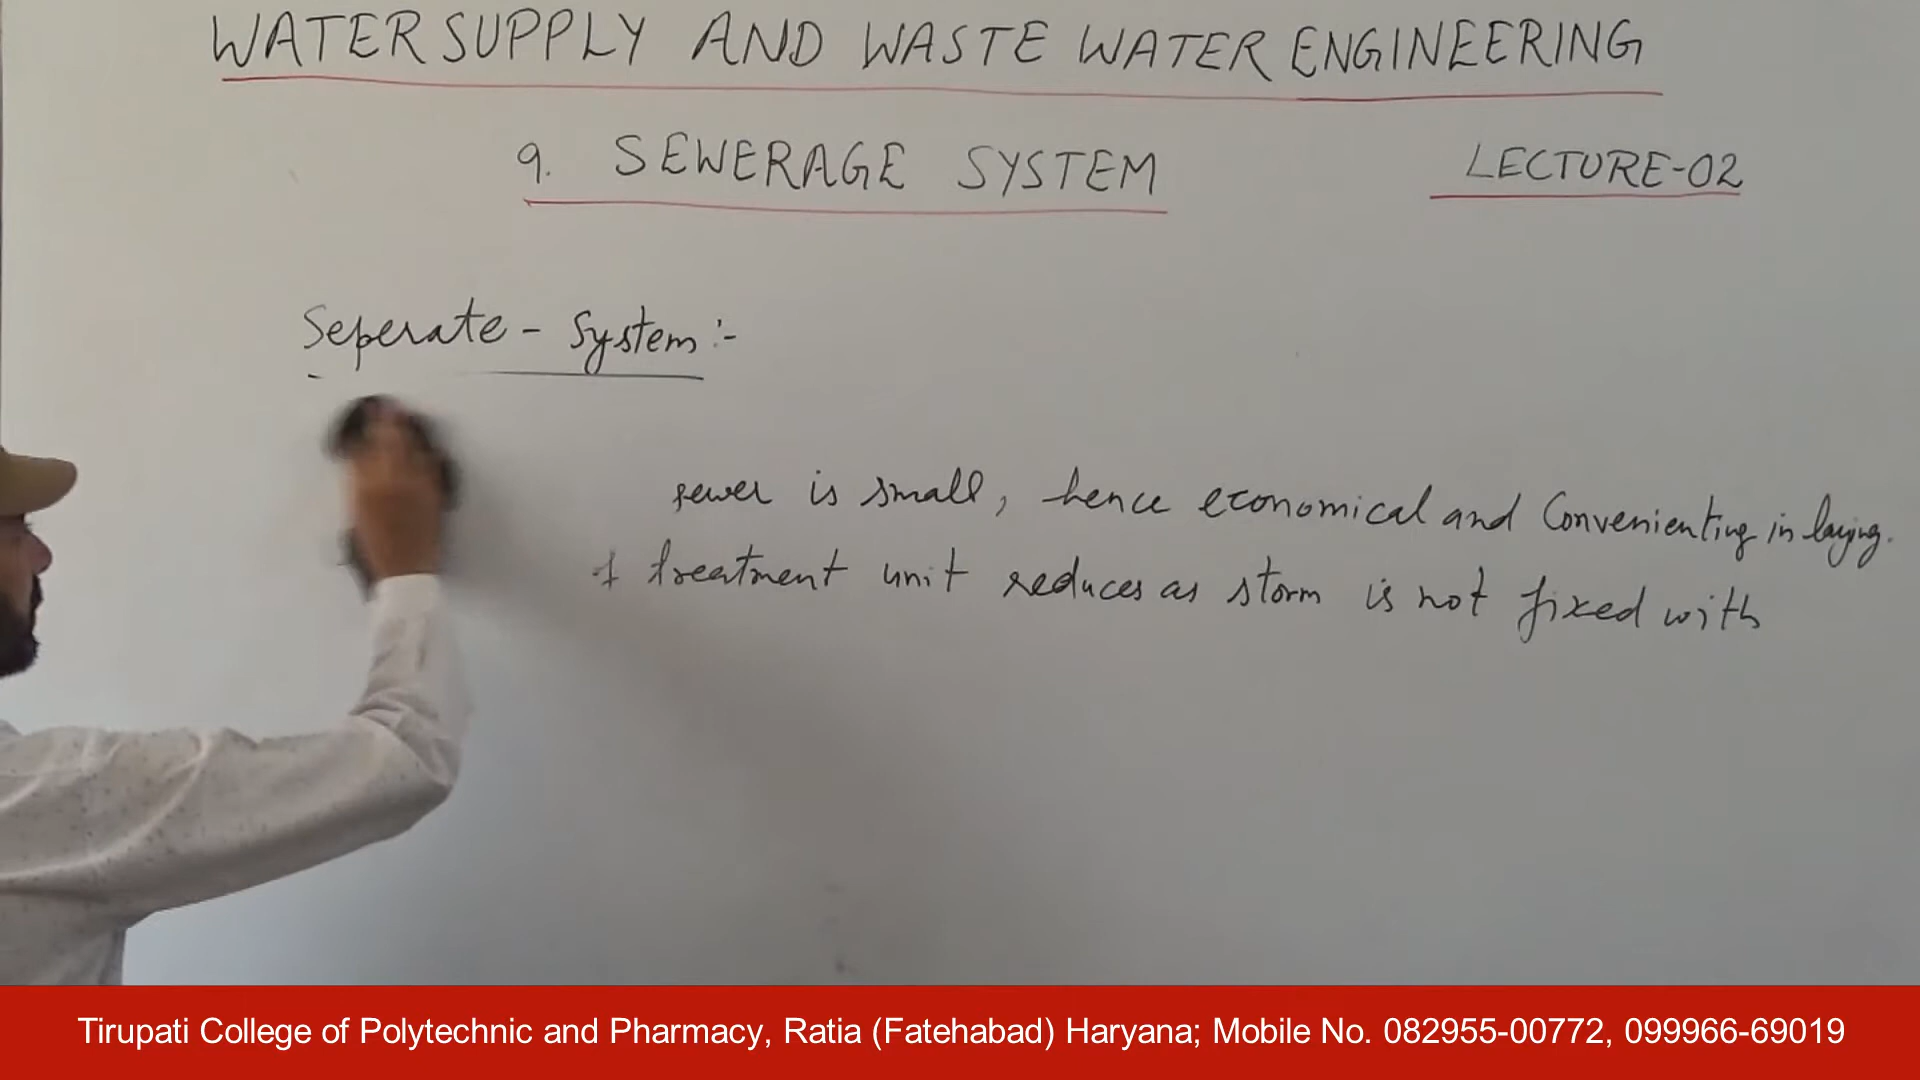 WATER SUPPLY AND WASTE WATER ENGINEERING
9. SEWERAGE SYSTEM
LECTURE-02
Seperate - System :-
sewer is small, hence economical and Convenienting in laying.
of treatment unit reduces as storm is not fixed with
Tirupati College of Polytechnic and Pharmacy, Ratia (Fatehabad) Haryana; Mobile No. 082955-00772, 099966-69019